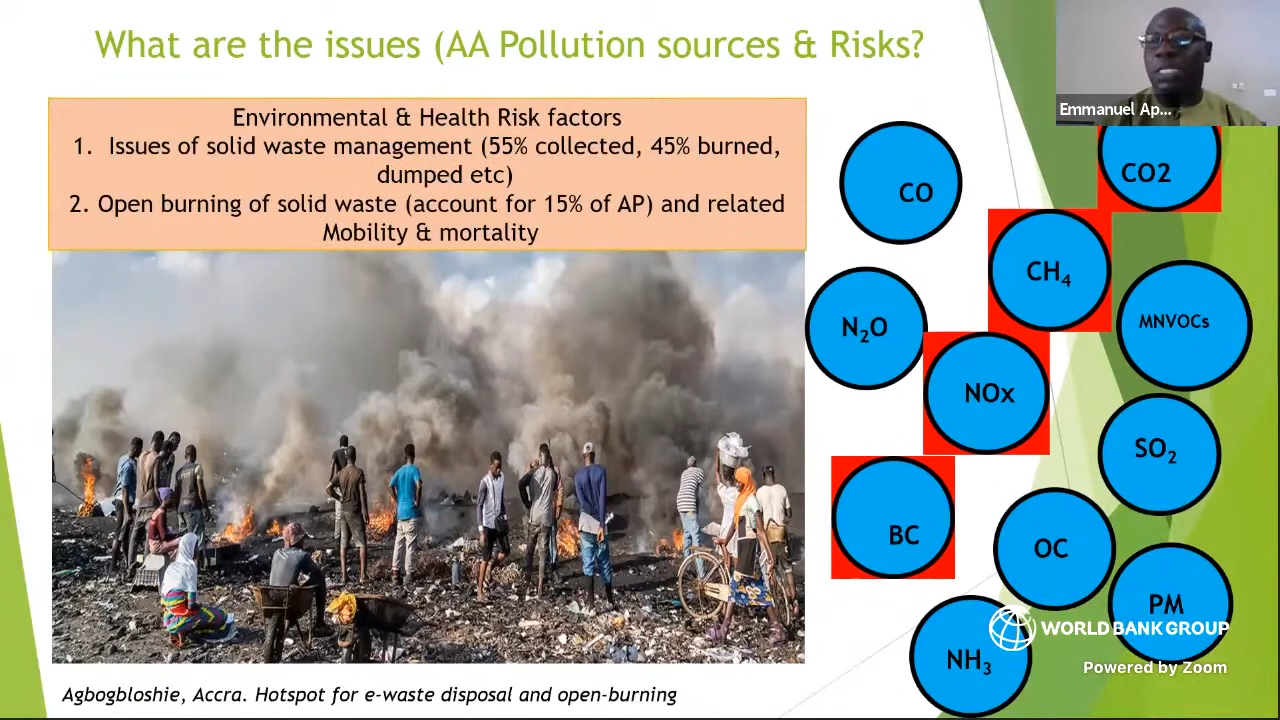 What are the issues (AA Pollution sources & Risks?
Emmanuel Ap...
Environmental & Health Risk factors
1. Issues of solid waste management (55% collected, 45% burned,
dumped etc)
2. Open burning of solid waste (account for 15% of AP) and related
Mobility & mortality
CO
CO2
CH₄
N₂O
MNVOCs
NOx
SO₂
BC
OC
PM
NH₃
WORLD BANK GROUP
Powered by Zoom
Agbogbloshie, Accra. Hotspot for e-waste disposal and open-burning